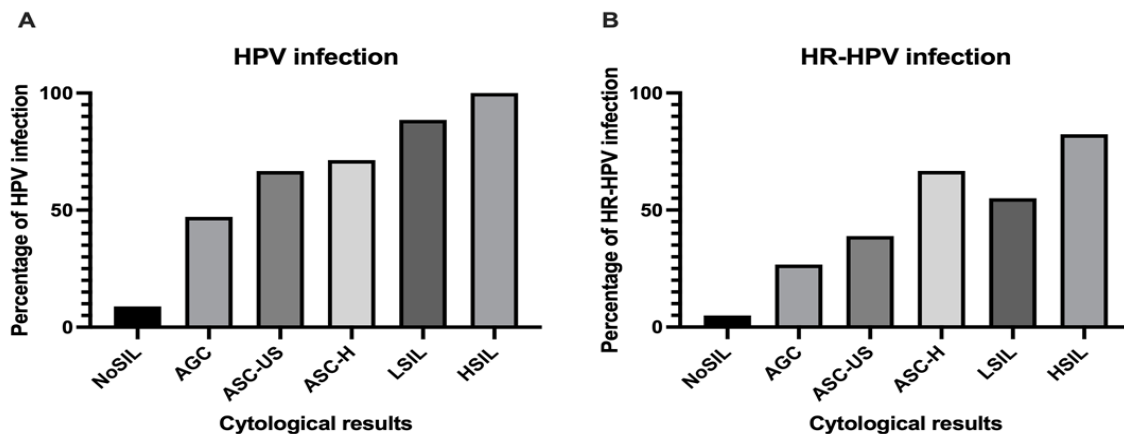 A
HPV infection
Percentage of HPV infection
100
50
0
NoSIL
AGC
ASC-US
ASC-H
LSIL
HSIL
Cytological results
B
HR-HPV infection
Percentage of HR-HPV infection
100
50
0
NoSIL
AGC
ASC-US
ASC-H
LSIL
HSIL
Cytological results